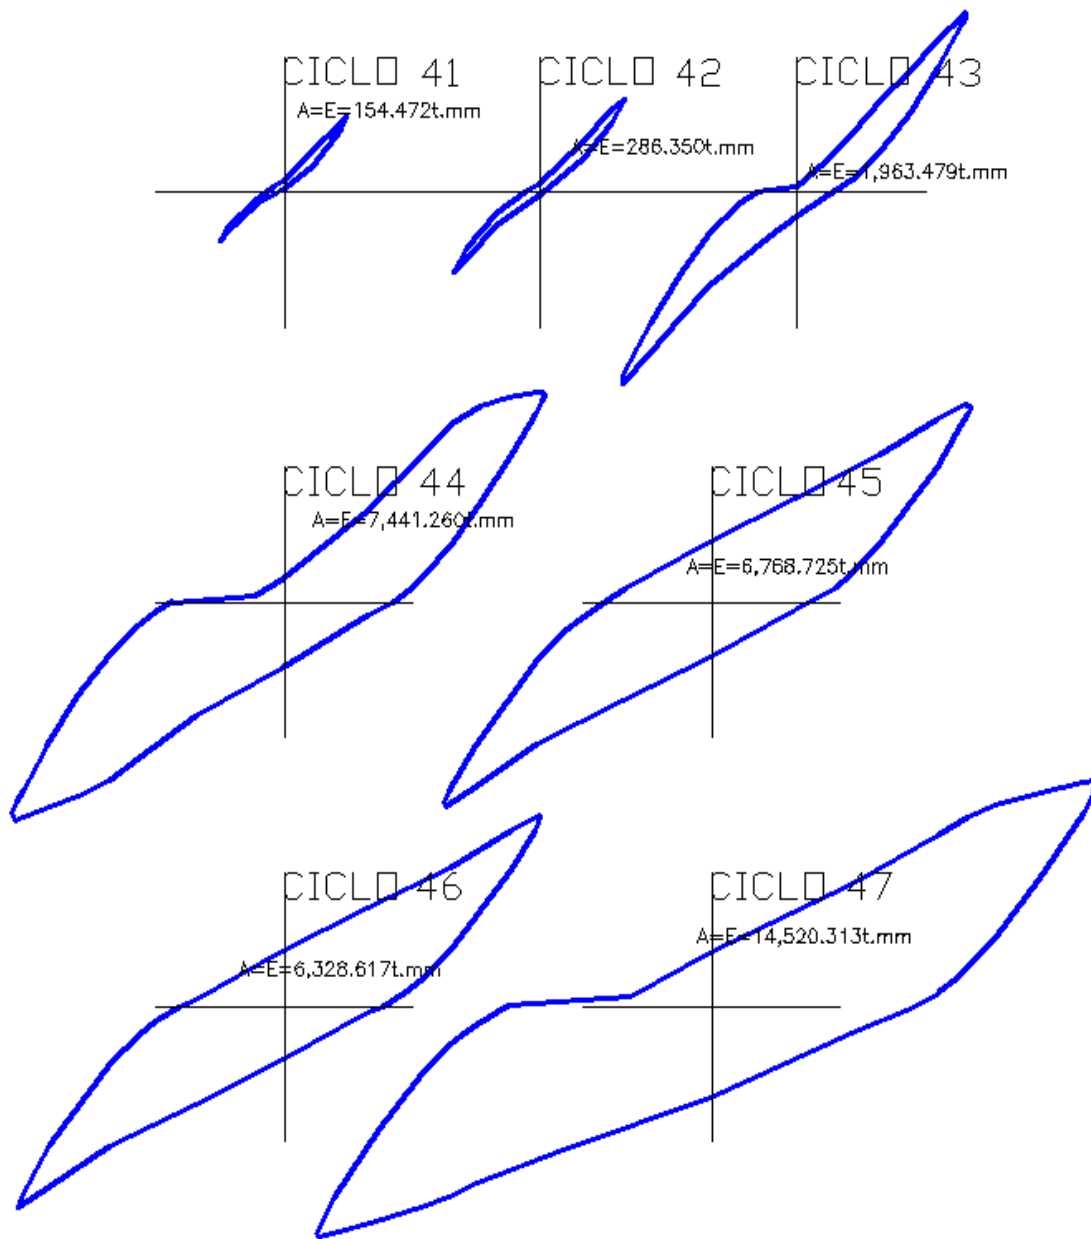 CICLO 41
A=E=154.472t.mm
CICLO 42
A=E=286.350t.mm
CICLO 43
A=E=1,963.479t.mm
CICLO 44
A=E=7,441.260t.mm
CICLO 45
A=E=6,768.725t.mm
CICLO 46
A=E=6,328.617t.mm
CICLO 47
A=E=14,520.313t.mm